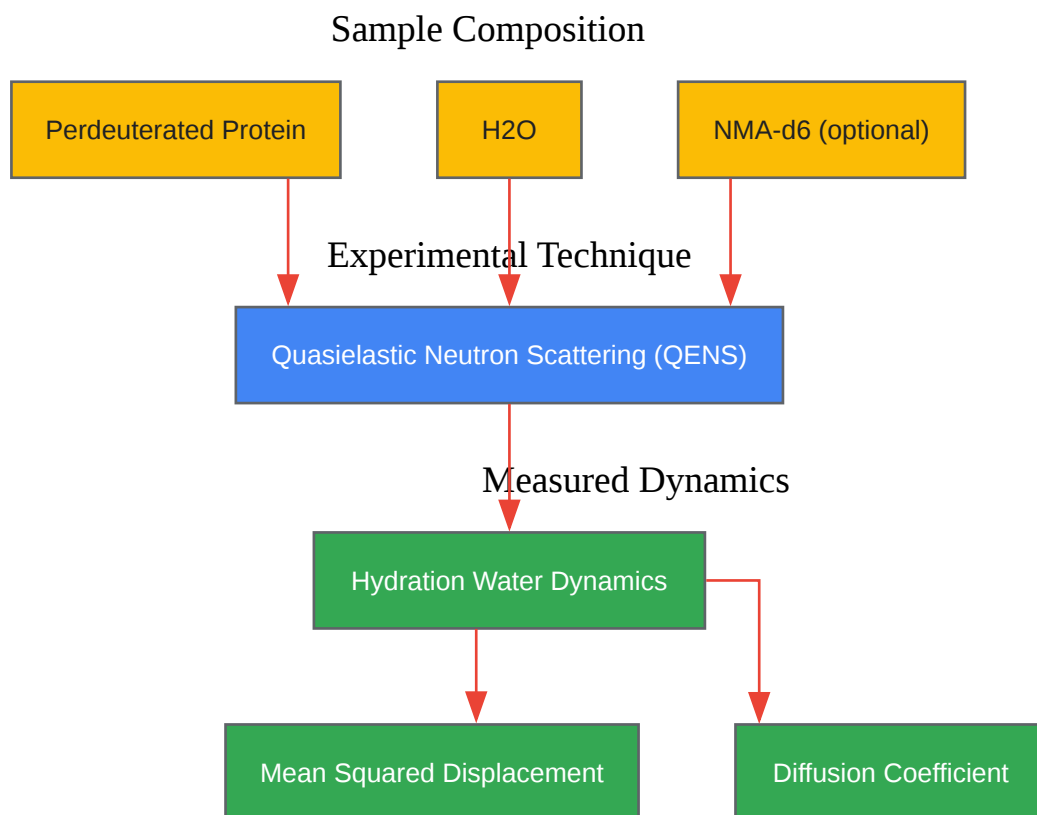 Sample Composition
Perdeuterated Protein
H2O
NMA-d6 (optional)
Experimental Technique
Quasielastic Neutron Scattering (QENS)
Measured Dynamics
Hydration Water Dynamics
Mean Squared Displacement
Diffusion Coefficient